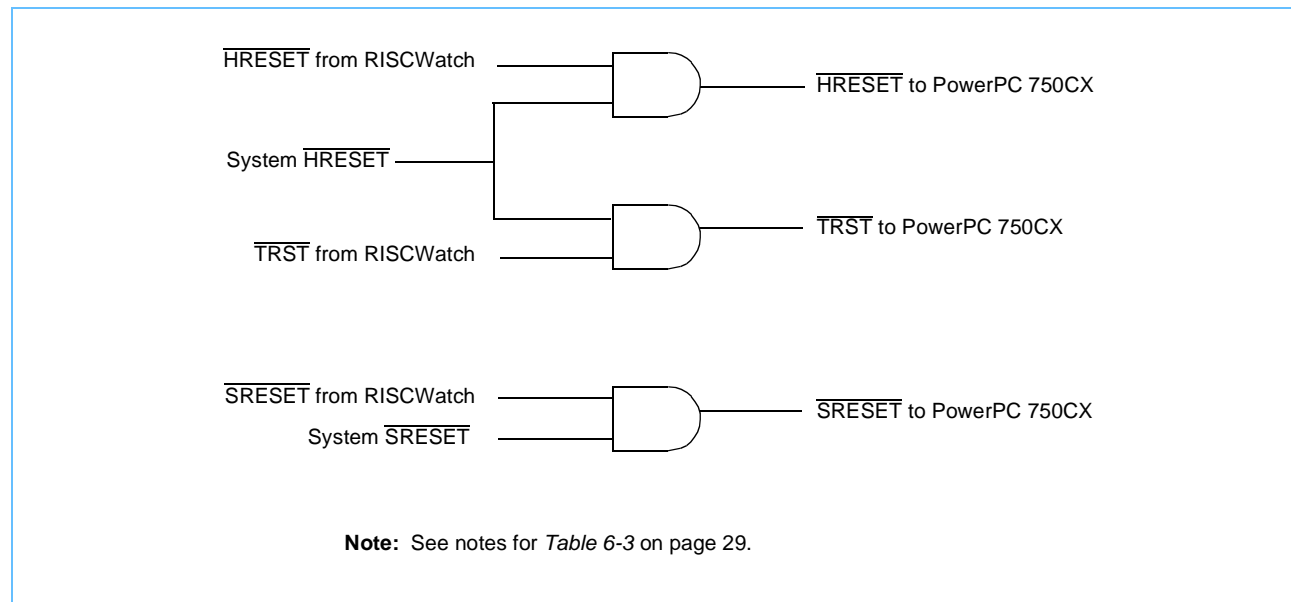 HRESET from RISCWatch
HRESET to PowerPC 750CX
System HRESET
TRST to PowerPC 750CX
TRST from RISCWatch
SRESET from RISCWatch
SRESET to PowerPC 750CX
System SRESET
Note: See notes for Table 6-3 on page 29.